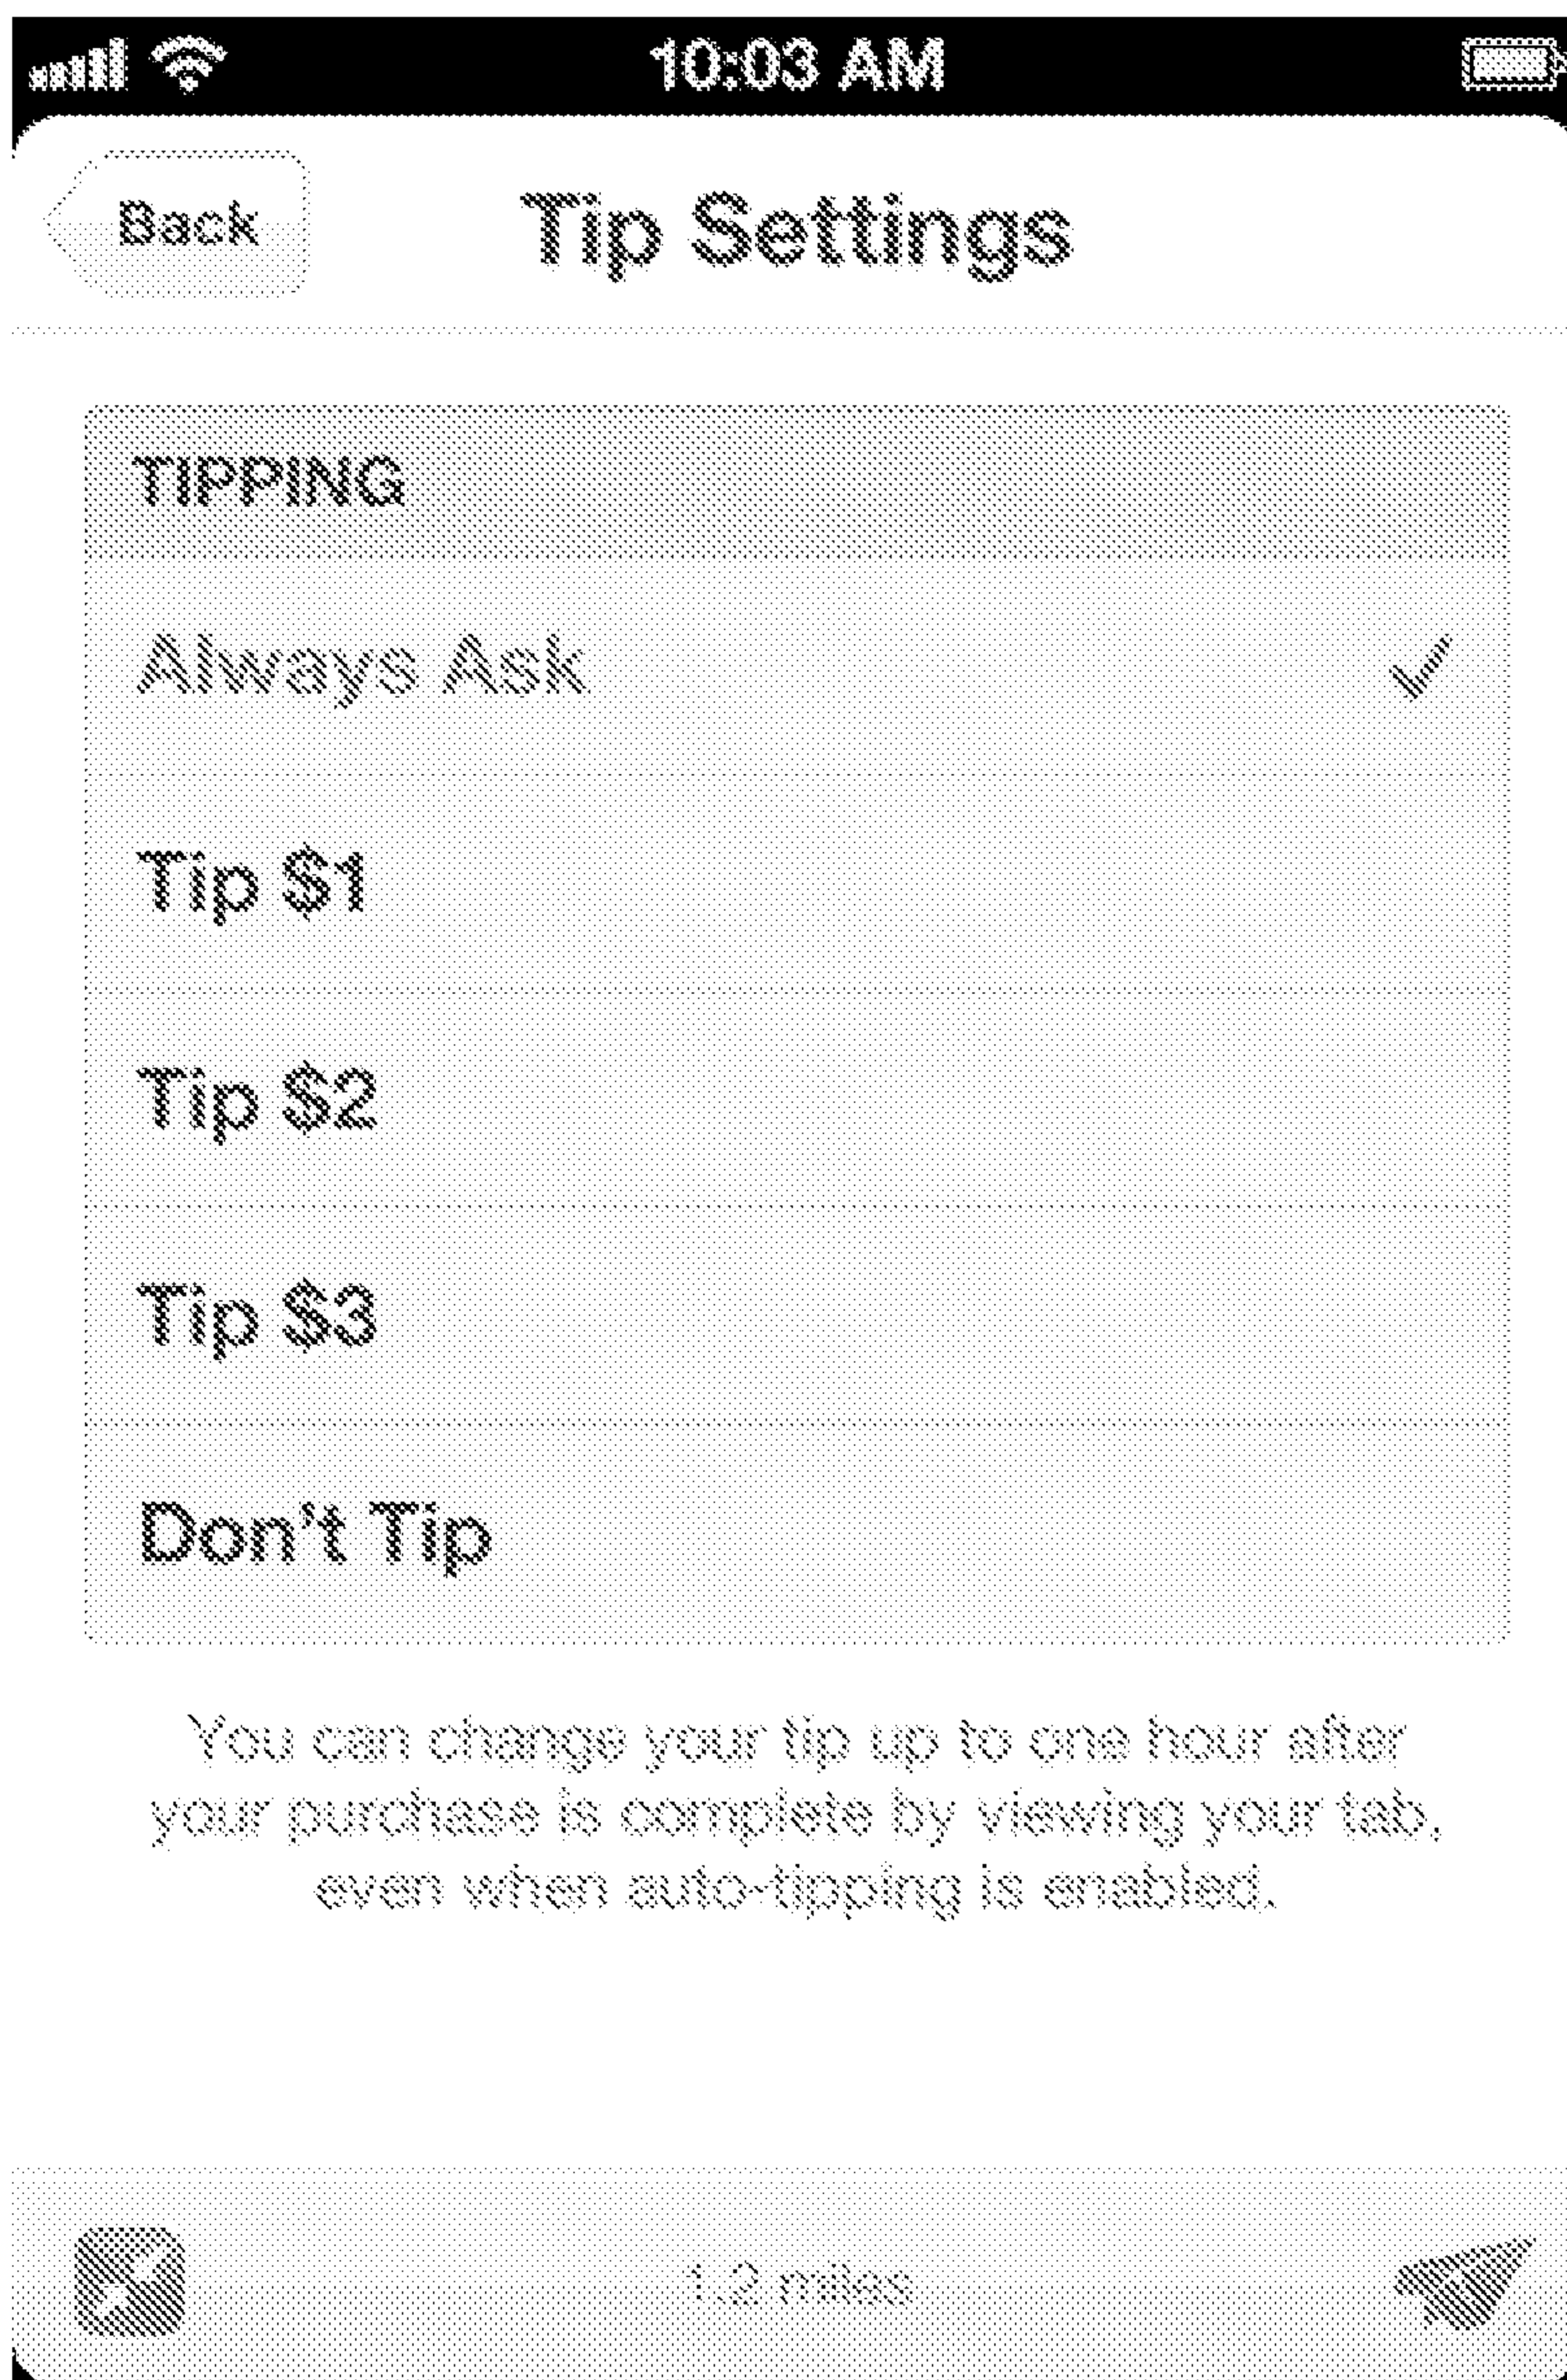 10:03 AM
Back
Tip Settings
TIPPING
Always Ask
Tip $1
Tip $2
Tip $3
Don't Tip
You can change your tip up to one hour after
your purchase is complete by viewing your tab,
even when auto-tipping is enabled.
1.2 miles